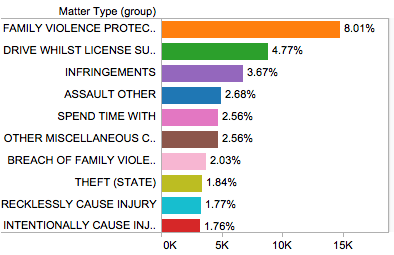 Matter Type (group)
FAMILY VIOLENCE PROTEC.. 8.01%
DRIVE WHILST LICENSE SU.. 4.77%
INFRINGEMENTS 3.67%
ASSAULT OTHER 2.68%
SPEND TIME WITH 2.56%
OTHER MISCELLANEOUS C.. 2.56%
BREACH OF FAMILY VIOLE.. 2.03%
THEFT (STATE) 1.84%
RECKLESSLY CAUSE INJURY 1.77%
INTENTIONALLY CAUSE INJ.. 1.76%
0K 5K 10K 15K